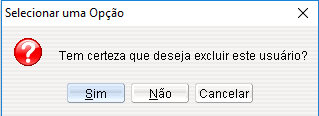 Selecionar uma Opção
Tem certeza que deseja excluir este usuário?
Sim Não Cancelar